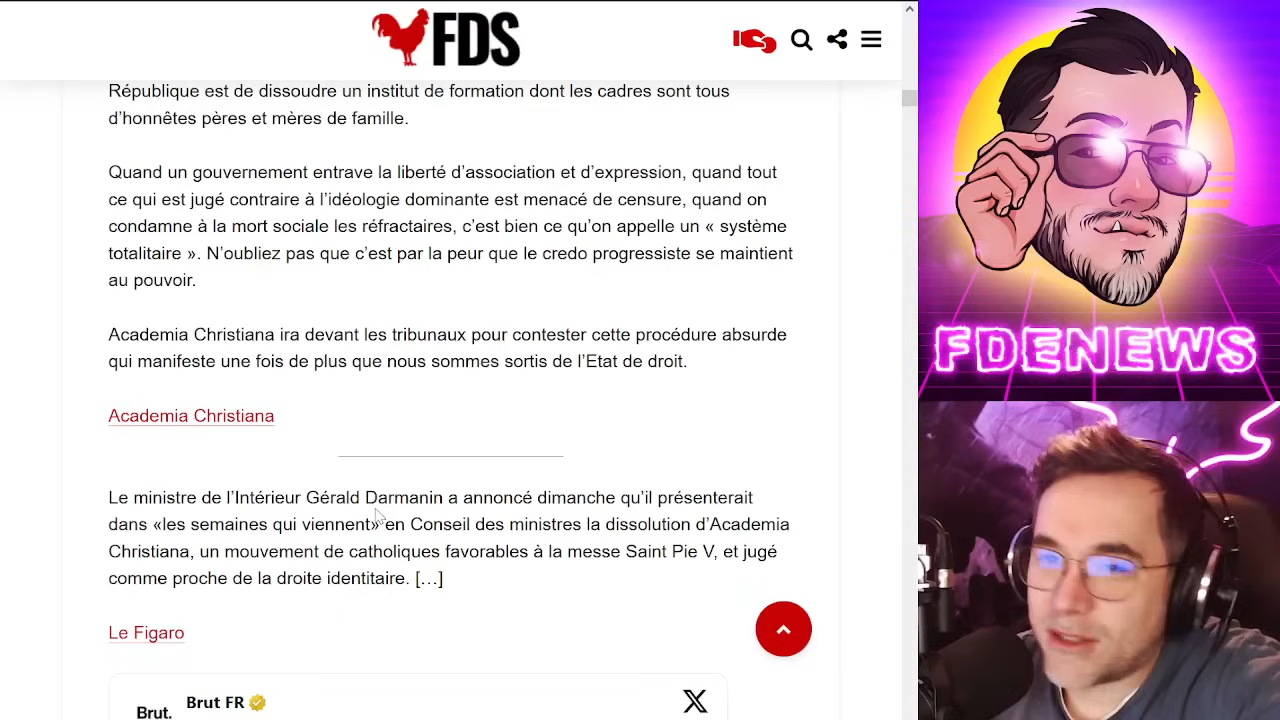 FDS
République est de dissoudre un institut de formation dont les cadres sont tous
d’honnêtes pères et mères de famille.
Quand un gouvernement entrave la liberté d’association et d’expression, quand tout
ce qui est jugé contraire à l’idéologie dominante est menacé de censure, quand on
condamne à la mort sociale les réfractaires, c’est bien ce qu’on appelle un « système
totalitaire ». N’oubliez pas que c’est par la peur que le credo progressiste se maintient
au pouvoir.
Academia Christiana ira devant les tribunaux pour contester cette procédure absurde
qui manifeste une fois de plus que nous sommes sortis de l’Etat de droit.
Academia Christiana
Le ministre de l’Intérieur Gérald Darmanin a annoncé dimanche qu’il présenterait
dans «les semaines qui viennent» en Conseil des ministres la dissolution d’Academia
Christiana, un mouvement de catholiques favorables à la messe Saint Pie V, et jugé
comme proche de la droite identitaire. […]
Le Figaro
Brut FR
brut.
FDENEWS